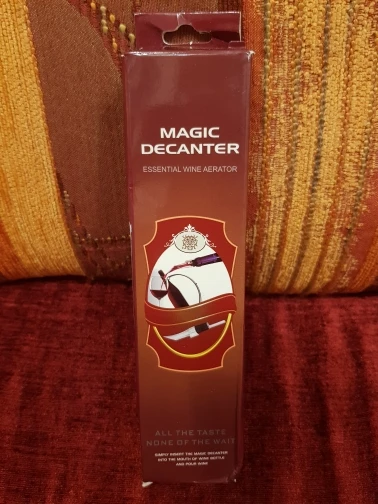 MAGIC
DECANTER
ESSENTIAL WINE AERATOR
ALL THE TASTE
NONE OF THE WAIT
SIMPLY INSERT THE MAGIC DECANTER
INTO THE MOUTH OF WINE BOTTLE
AND POUR WINE